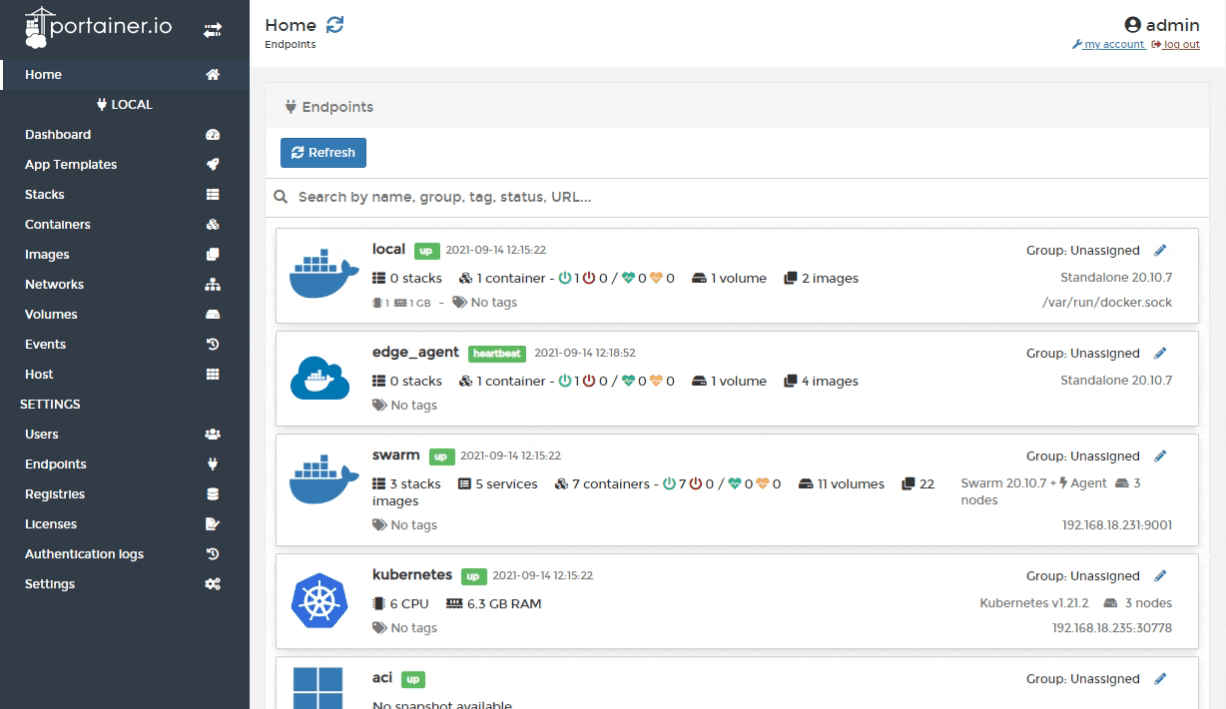 portainer.io
Home
LOCAL
Dashboard
App Templates
Stacks
Containers
Images
Networks
Volumes
Events
Host
SETTINGS
Users
Endpoints
Registries
Licenses
Authentication logs
Settings
Home
Endpoints
admin
my account log out
Endpoints
Refresh
Search by name, group, tag, status, URL...
local up 2021-09-14 12:15:22 Group: Unassigned
0 stacks 1 container - 1 0 / 0 0 1 volume 2 images Standalone 20.10.7
1 1 GB - No tags /var/run/docker.sock
edge_agent heartbeat 2021-09-14 12:18:52 Group: Unassigned
0 stacks 1 container - 1 0 / 0 0 1 volume 4 images Standalone 20.10.7
No tags
swarm up 2021-09-14 12:15:22 Group: Unassigned
3 stacks 5 services 7 containers - 7 0 / 0 0 11 volumes 22 Swarm 20.10.7 + Agent 3
images nodes
No tags 192.168.18.231:9001
kubernetes up 2021-09-14 12:15:22 Group: Unassigned
6 CPU 6.3 GB RAM Kubernetes v1.21.2 3 nodes
No tags 192.168.18.235:30778
aci up Group: Unassigned
No snapshot available